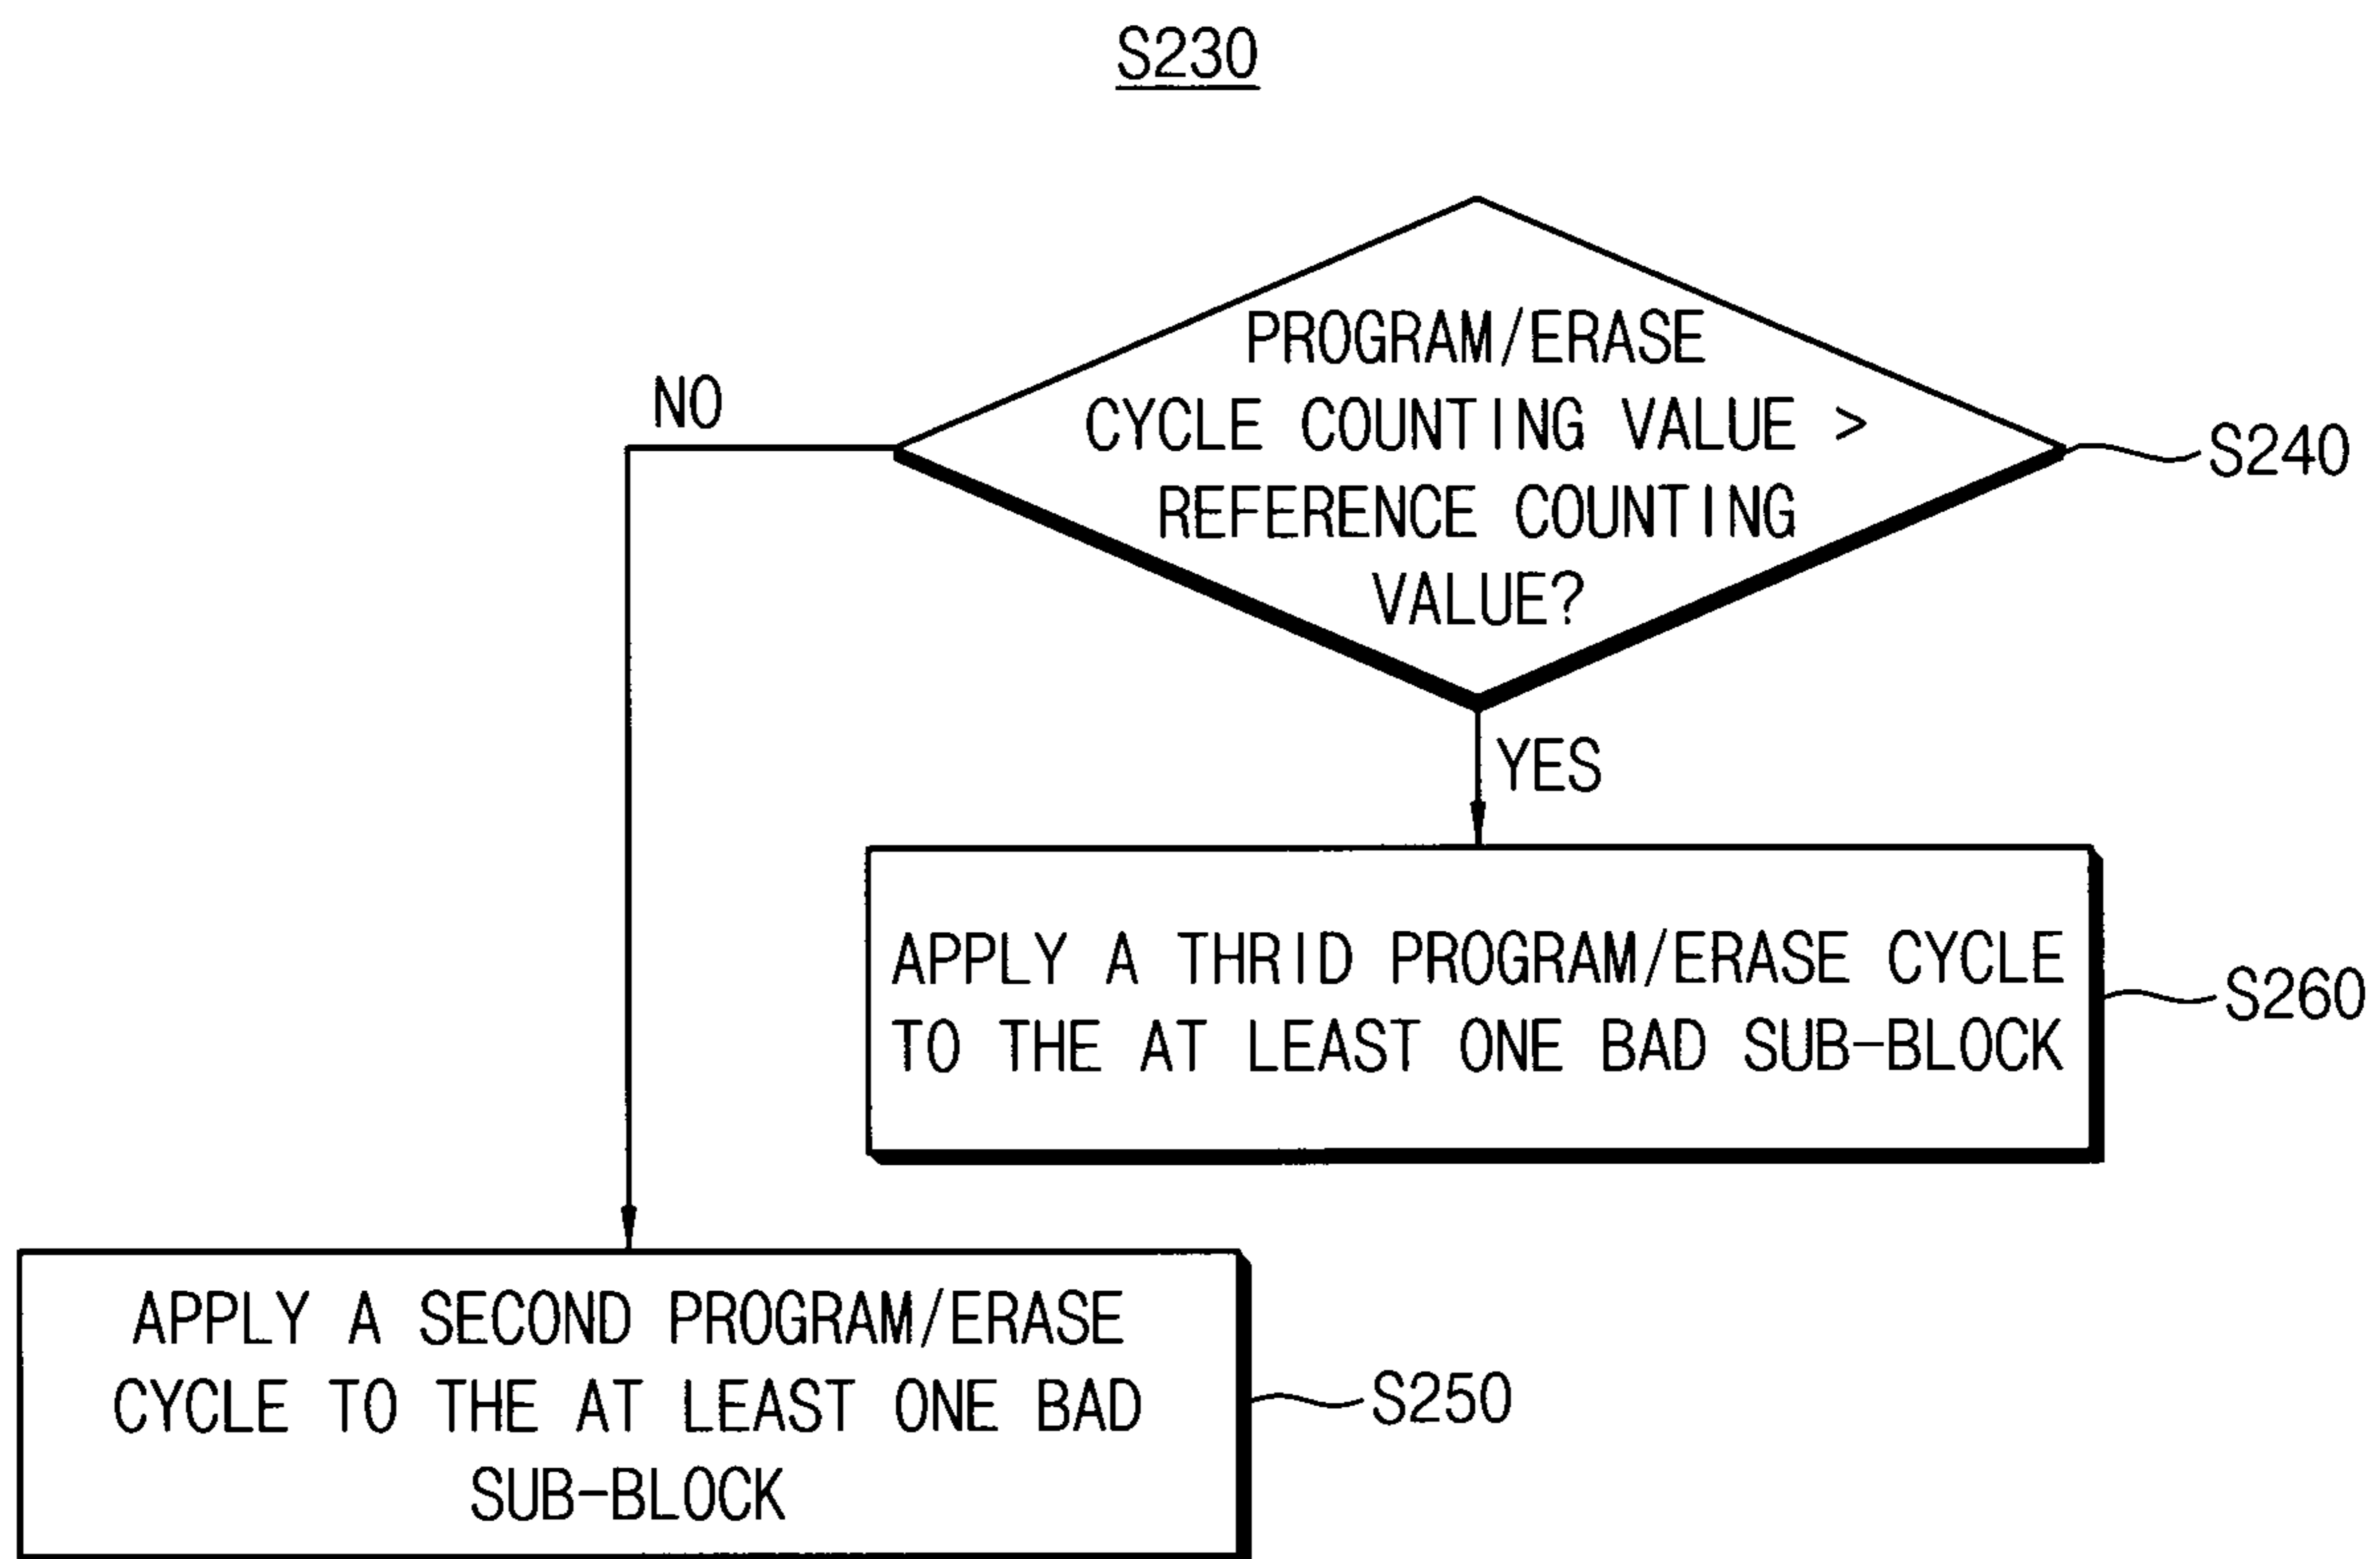 S230
PROGRAM/ERASE
CYCLE COUNTING VALUE >
REFERENCE COUNTING
VALUE?
S240
NO
YES
APPLY A THRID PROGRAM/ERASE CYCLE
TO THE AT LEAST ONE BAD SUB-BLOCK
S260
APPLY A SECOND PROGRAM/ERASE
CYCLE TO THE AT LEAST ONE BAD
SUB-BLOCK
S250